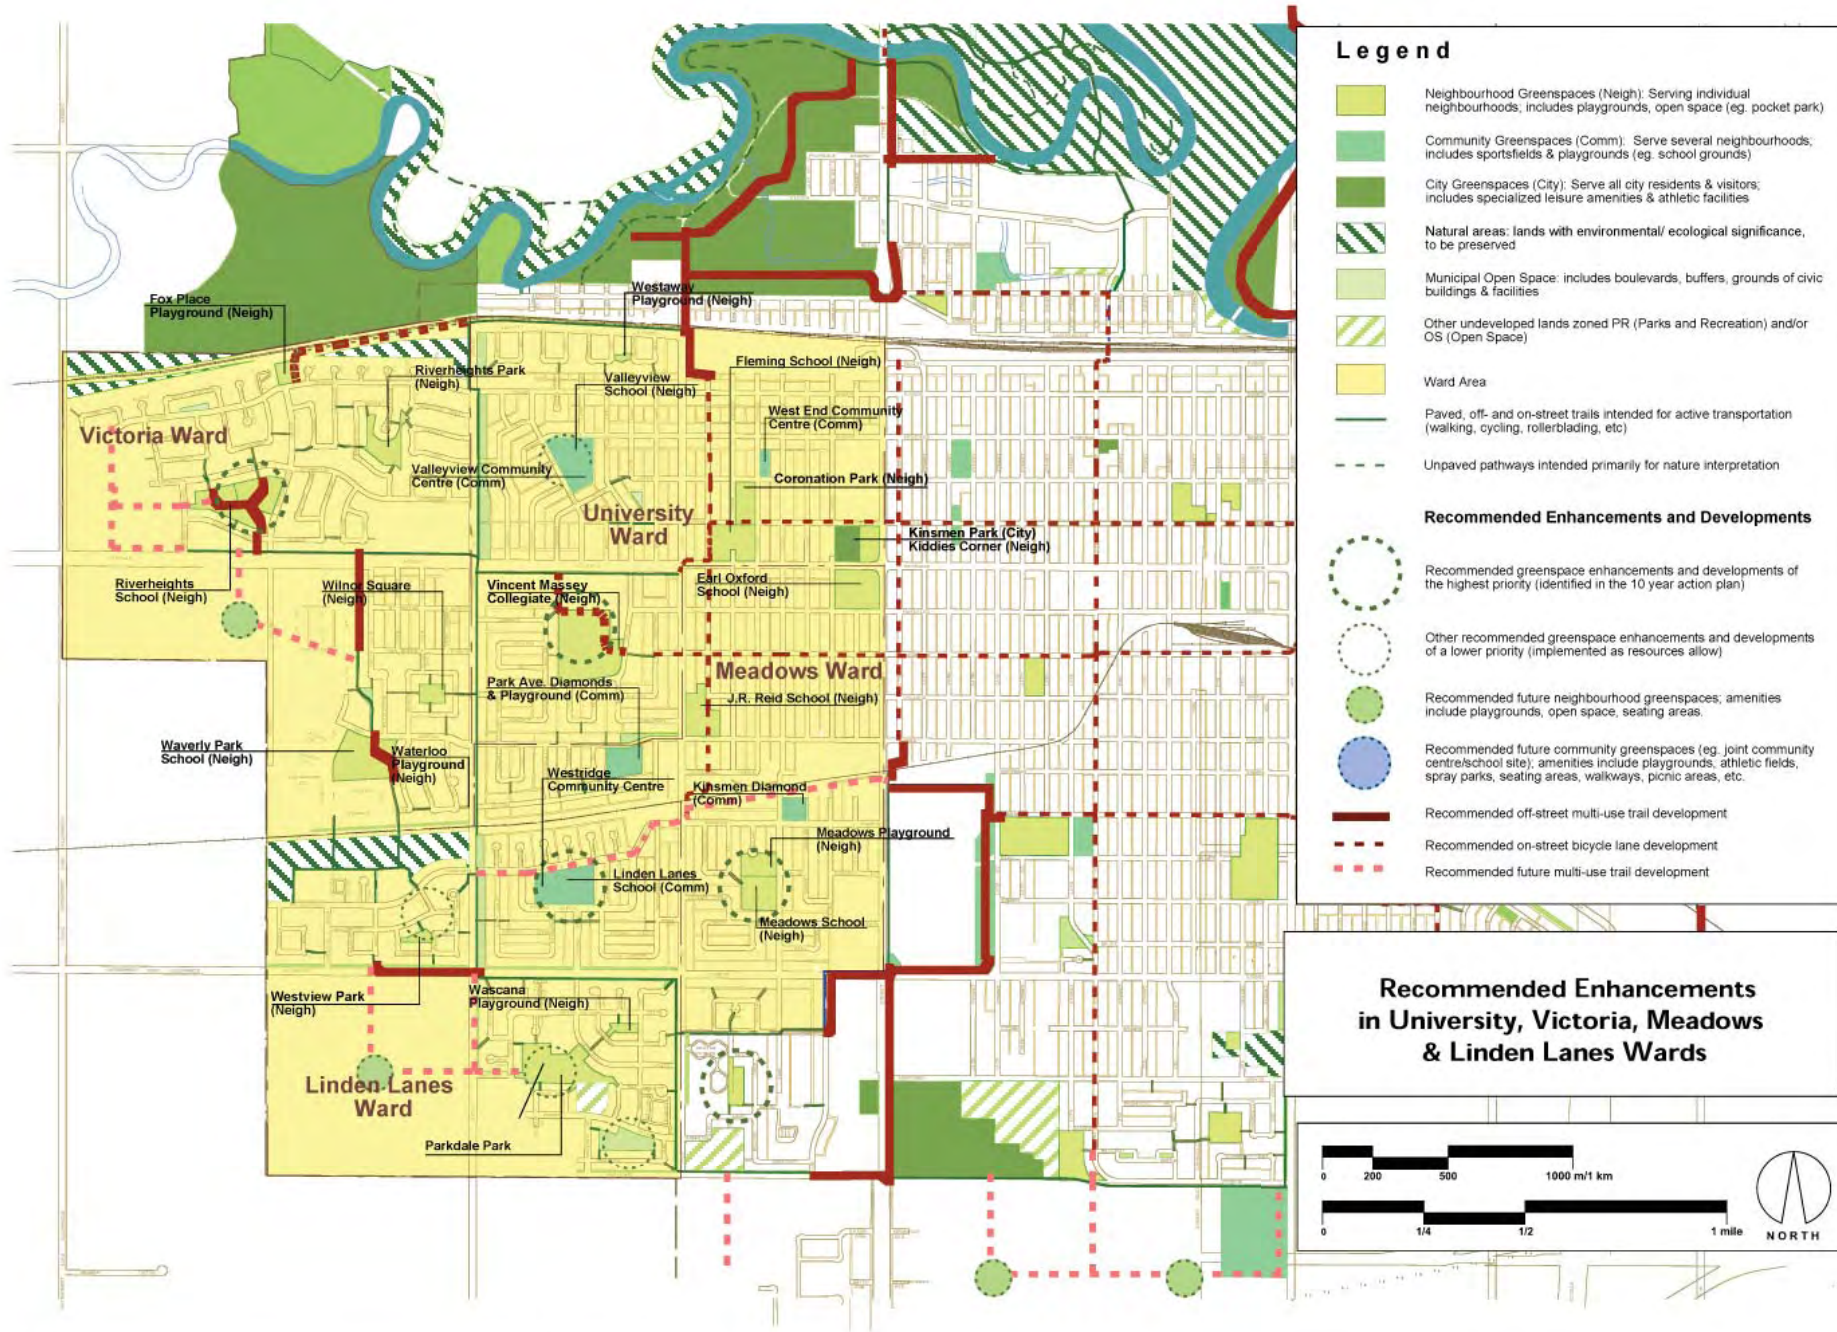 Legend
Neighbourhood Greenspaces (Neigh): Serving individual
neighbourhoods; includes playgrounds, open space (eg. pocket park)
Community Greenspaces (Comm): Serve several neighbourhoods;
includes sportsfields & playgrounds (eg. school grounds)
City Greenspaces (City): Serve all city residents & visitors;
includes specialized leisure amenities & athletic facilities
Natural areas: lands with environmental/ ecological significance,
to be preserved
Municipal Open Space: includes boulevards, buffers, grounds of civic
buildings & facilities
Other undeveloped lands zoned PR (Parks and Recreation) and/or
OS (Open Space)
Ward Area
Paved, off- and on-street trails intended for active transportation
(walking, cycling, rollerblading, etc)
Unpaved pathways intended primarily for nature interpretation
Recommended Enhancements and Developments
Recommended greenspace enhancements and developments of
the highest priority (identified in the 10 year action plan)
Other recommended greenspace enhancements and developments
of a lower priority (implemented as resources allow)
Recommended future neighbourhood greenspaces; amenities
include playgrounds, open space, seating areas.
Recommended future community greenspaces (eg. joint community
centre/school site); amenities include playgrounds, athletic fields,
spray parks, seating areas, walkways, picnic areas, etc.
Recommended off-street multi-use trail development
Recommended on-street bicycle lane development
Recommended future multi-use trail development
Fox Place
Playground (Neigh)
Westaway
Playground (Neigh)
Riverheights Park
(Neigh)
Valleyview
School (Neigh)
Fleming School (Neigh)
West End Community
Centre (Comm)
Victoria Ward
Valleyview Community
Centre (Comm)
Coronation Park (Neigh)
University
Ward
Kinsmen Park (City)
Kiddies Corner (Neigh)
Riverheights
School (Neigh)
Wilnor Square
(Neigh)
Vincent Massey
Collegiate (Neigh)
Earl Oxford
School (Neigh)
Meadows Ward
Park Ave. Diamonds
& Playground (Comm)
J.R. Reid School (Neigh)
Waverly Park
School (Neigh)
Waterloo
Playground
(Neigh)
Westridge
Community Centre
Kinsmen Diamond
(Comm)
Meadows Playground
(Neigh)
Linden Lanes
School (Comm)
Meadows School
(Neigh)
Westview Park
(Neigh)
Wascana
Playground (Neigh)
Linden Lanes
Ward
Parkdale Park
Recommended Enhancements
in University, Victoria, Meadows
& Linden Lanes Wards
0 200 500 1000 m/1 km
0 1/4 1/2 1 mile
NORTH